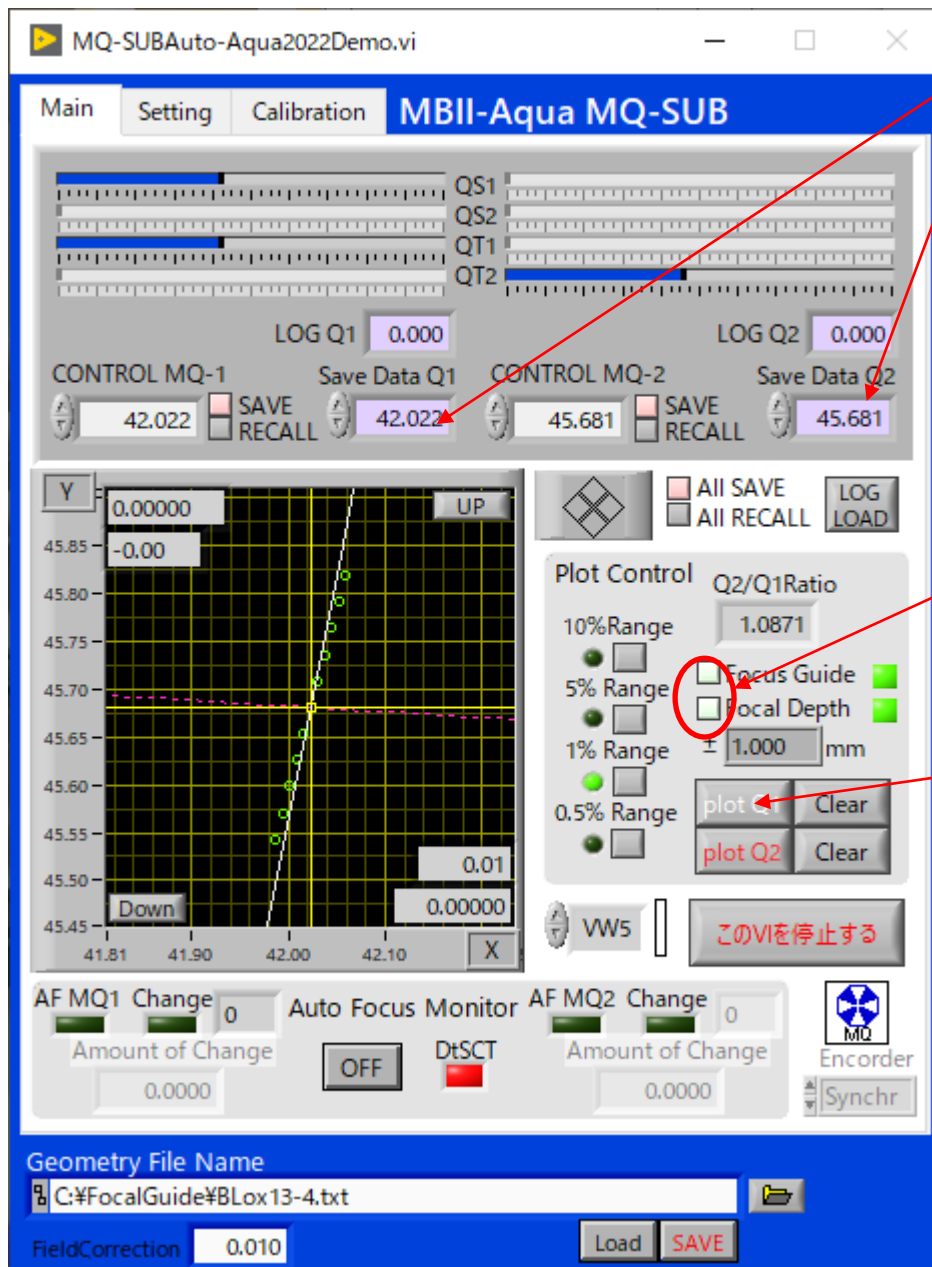 MQ-SUBAuto-Aqua2022Demo.vi
Main Setting Calibration MBII-Aqua MQ-SUB
QS1
QS2
QT1
QT2
LOG Q1 0.000 LOG Q2 0.000
CONTROL MQ-1 Save Data Q1 CONTROL MQ-2 Save Data Q2
42.022 SAVE RECALL 42.022 45.681 SAVE RECALL 45.681
Y 0.00000 UP
-0.00
45.85
45.80
45.75
45.70
45.65
45.60
45.55
45.50
45.45
0.01
Down 0.00000
41.81 41.90 42.00 42.10 X
All SAVE
All RECALL
LOG LOAD
Plot Control Q2/Q1Ratio
10%Range 1.0871
5% Range Focus Guide
Focal Depth
1% Range ± 1.000 mm
0.5% Range plot Q1 Clear
plot Q2 Clear
VW5 このVIを停止する
AF MQ1 Change 0 Auto Focus Monitor AF MQ2 Change 0
Amount of Change OFF DtSCT Amount of Change
0.0000 0.0000
MQ
Encorder
Synchr
Geometry File Name
C:¥FocalGuide¥BLox13-4.txt
FieldCorrection 0.010 Load SAVE